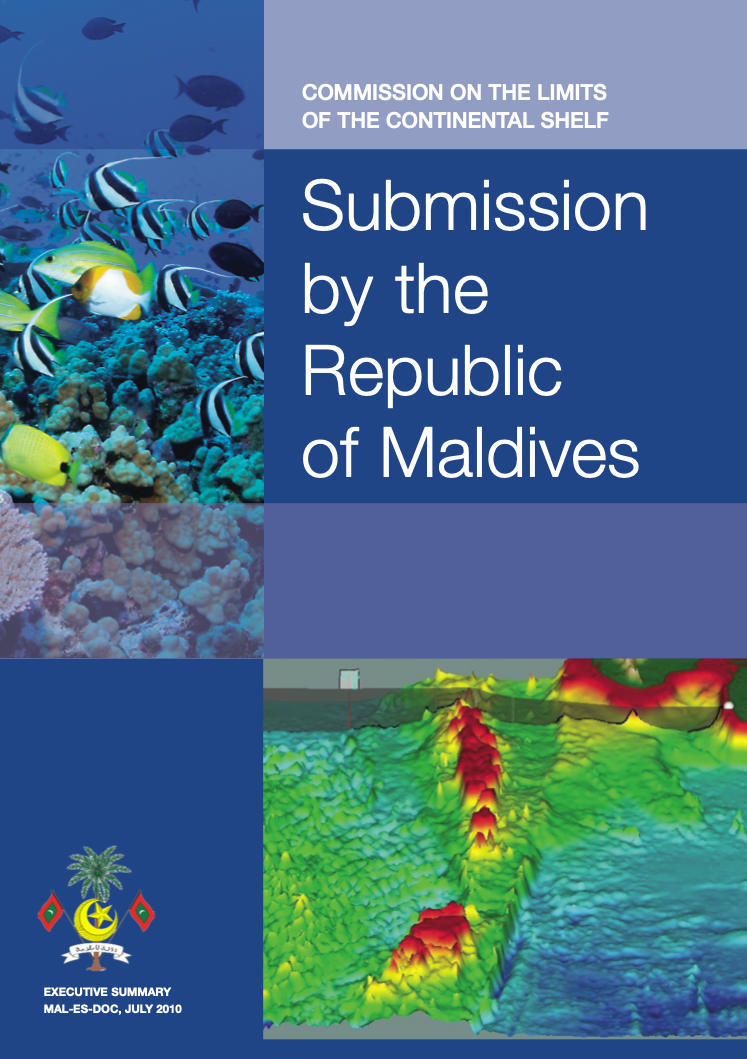 COMMISSION ON THE LIMITS
OF THE CONTINENTAL SHELF
Submission
by the
Republic
of Maldives
EXECUTIVE SUMMARY
MAL-ES-DOC, JULY 2010